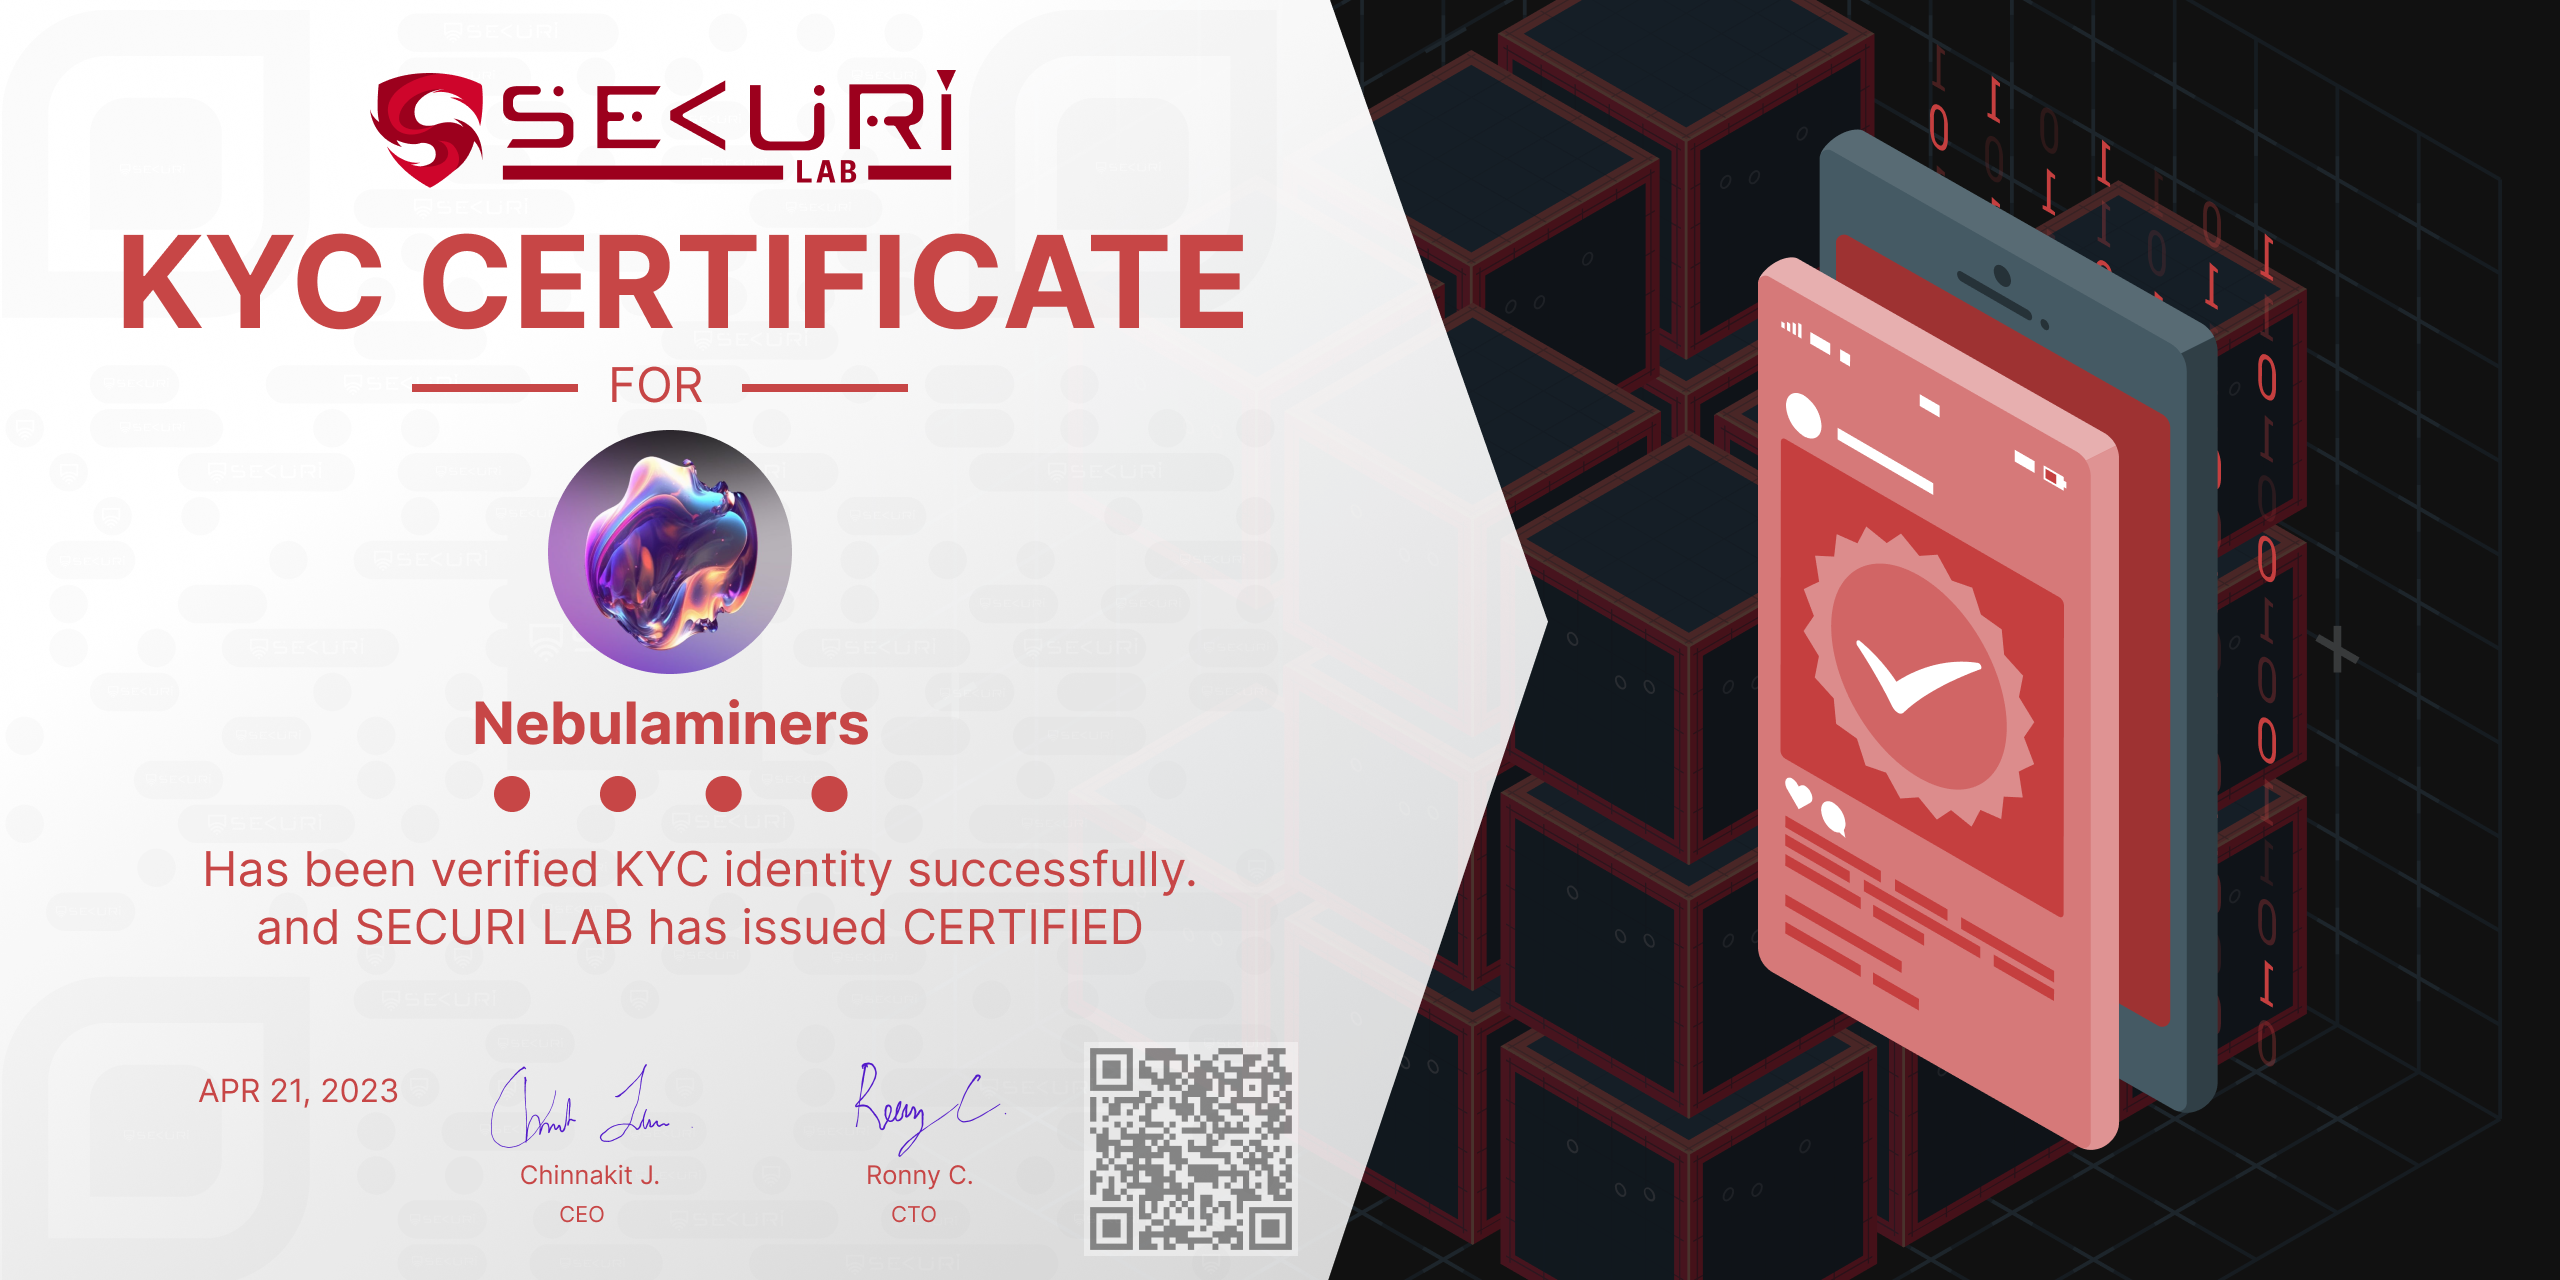 SECURI
LAB
KYC CERTIFICATE
FOR
Nebulaminers
Has been verified KYC identity successfully.
and SECURI LAB has issued CERTIFIED
APR 21, 2023
Chinnakit J.
CEO
Ronny C.
CTO